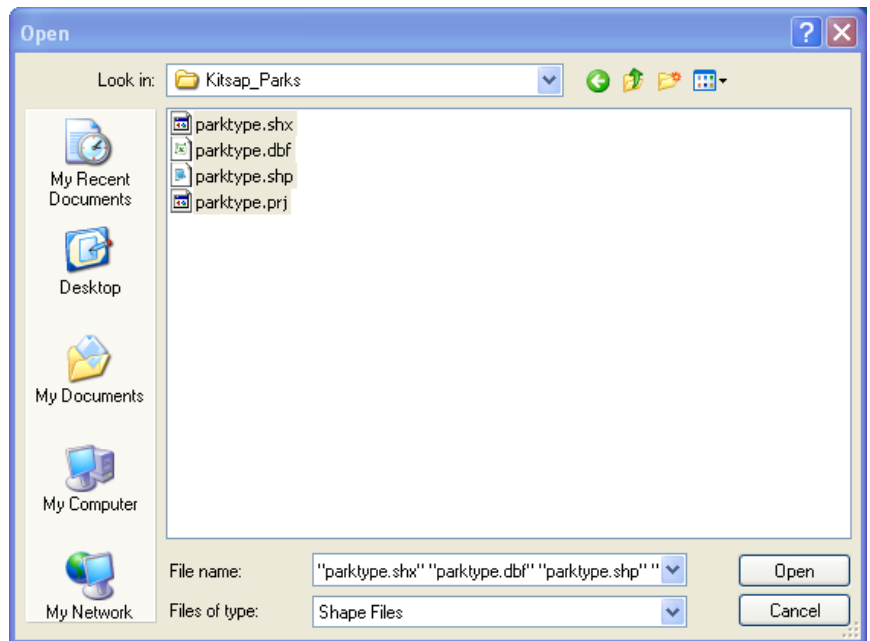 Open
Look in: Kitsap_Parks
My Recent
Documents
Desktop
My Documents
My Computer
My Network
parktype.shx
parktype.dbf
parktype.shp
parktype.prj
File name: "parktype.shx" "parktype.dbf" "parktype.shp" " Open
Files of type: Shape Files Cancel